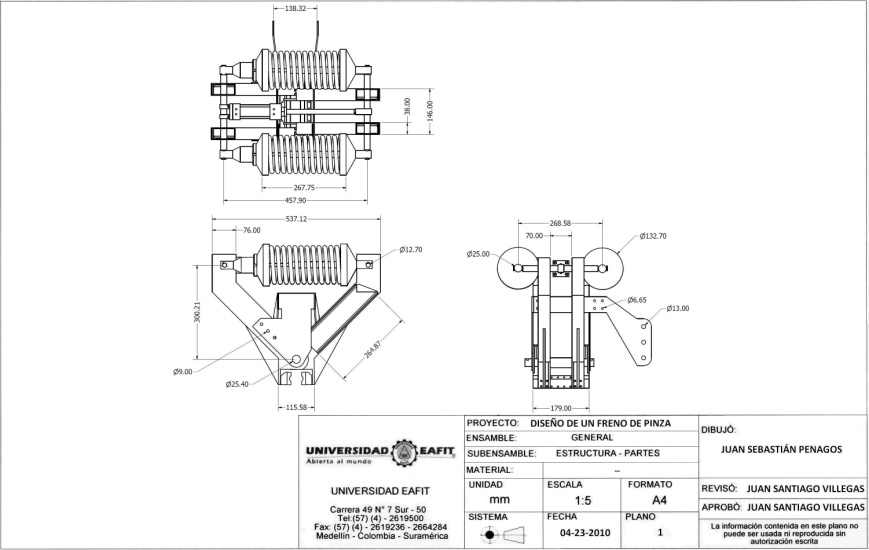 138.32
38.00
146.00
267.75
457.90
537.12
76.00
Ø12.70
300.21
264.87
Ø9.00
Ø25.40
115.58
268.58
70.00
Ø132.70
Ø25.00
Ø6.65
Ø13.00
179.00
UNIVERSIDAD EAFIT
Abierta al mundo
UNIVERSIDAD EAFIT
Carrera 49 N° 7 Sur - 50
Tel:(57) (4) - 2619500
Fax: (57) (4) - 2619236 - 2664284
Medellín - Colombia - Suramérica
PROYECTO: DISEÑO DE UN FRENO DE PINZA
ENSAMBLE: GENERAL
SUBENSAMBLE: ESTRUCTURA - PARTES
MATERIAL: --
UNIDAD
mm
ESCALA
1:5
FORMATO
A4
SISTEMA
FECHA
04-23-2010
PLANO
1
DIBUJÓ:
JUAN SEBASTIÁN PENAGOS
REVISÓ: JUAN SANTIAGO VILLEGAS
APROBÓ: JUAN SANTIAGO VILLEGAS
La información contenida en este plano no
puede ser usada ni reproducida sin
autorización escrita